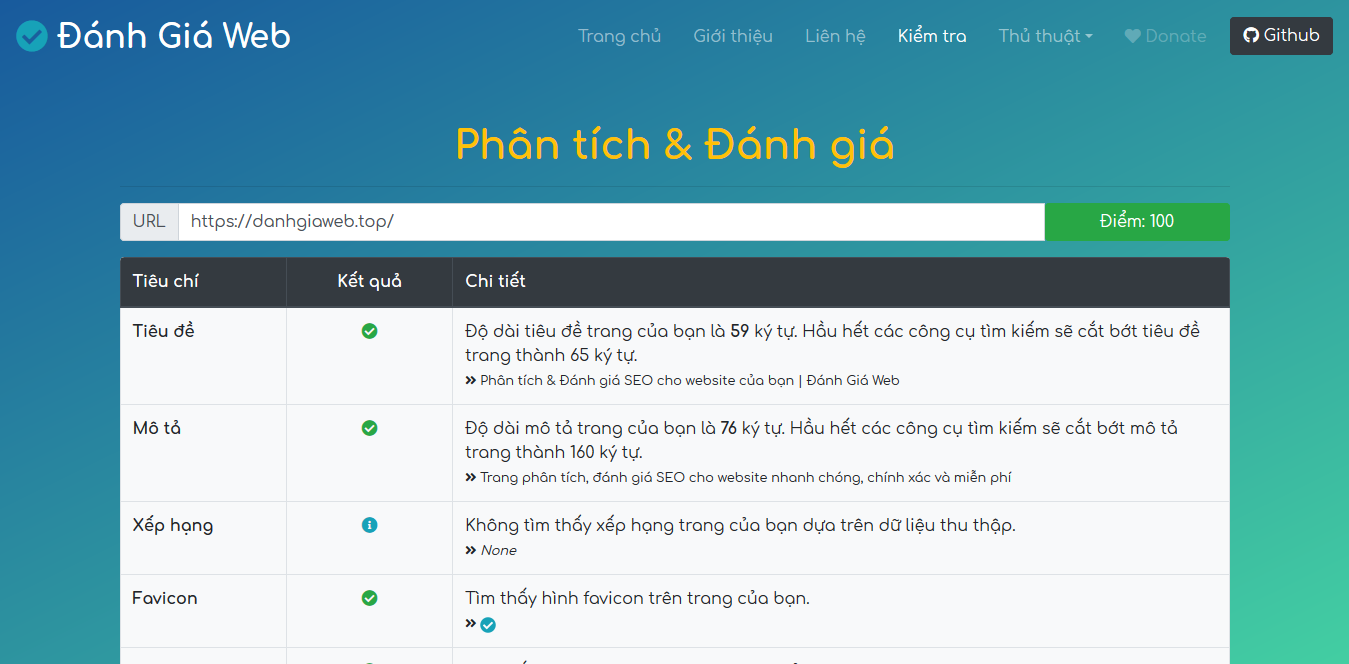 Đánh Giá Web
Trang chủ Giới thiệu Liên hệ Kiểm tra Thủ thuật Donate Github
Phân tích & Đánh giá
URL https://danhgiaweb.top/ Điểm: 100
Tiêu chí Kết quả Chi tiết
Tiêu đề Độ dài tiêu đề trang của bạn là 59 ký tự. Hầu hết các công cụ tìm kiếm sẽ cắt bớt tiêu đề
trang thành 65 ký tự.
» Phân tích & Đánh giá SEO cho website của bạn | Đánh Giá Web
Mô tả Độ dài mô tả trang của bạn là 76 ký tự. Hầu hết các công cụ tìm kiếm sẽ cắt bớt mô tả
trang thành 160 ký tự.
» Trang phân tích, đánh giá SEO cho website nhanh chóng, chính xác và miễn phí
Xếp hạng Không tìm thấy xếp hạng trang của bạn dựa trên dữ liệu thu thập.
» None
Favicon Tìm thấy hình favicon trên trang của bạn.
»